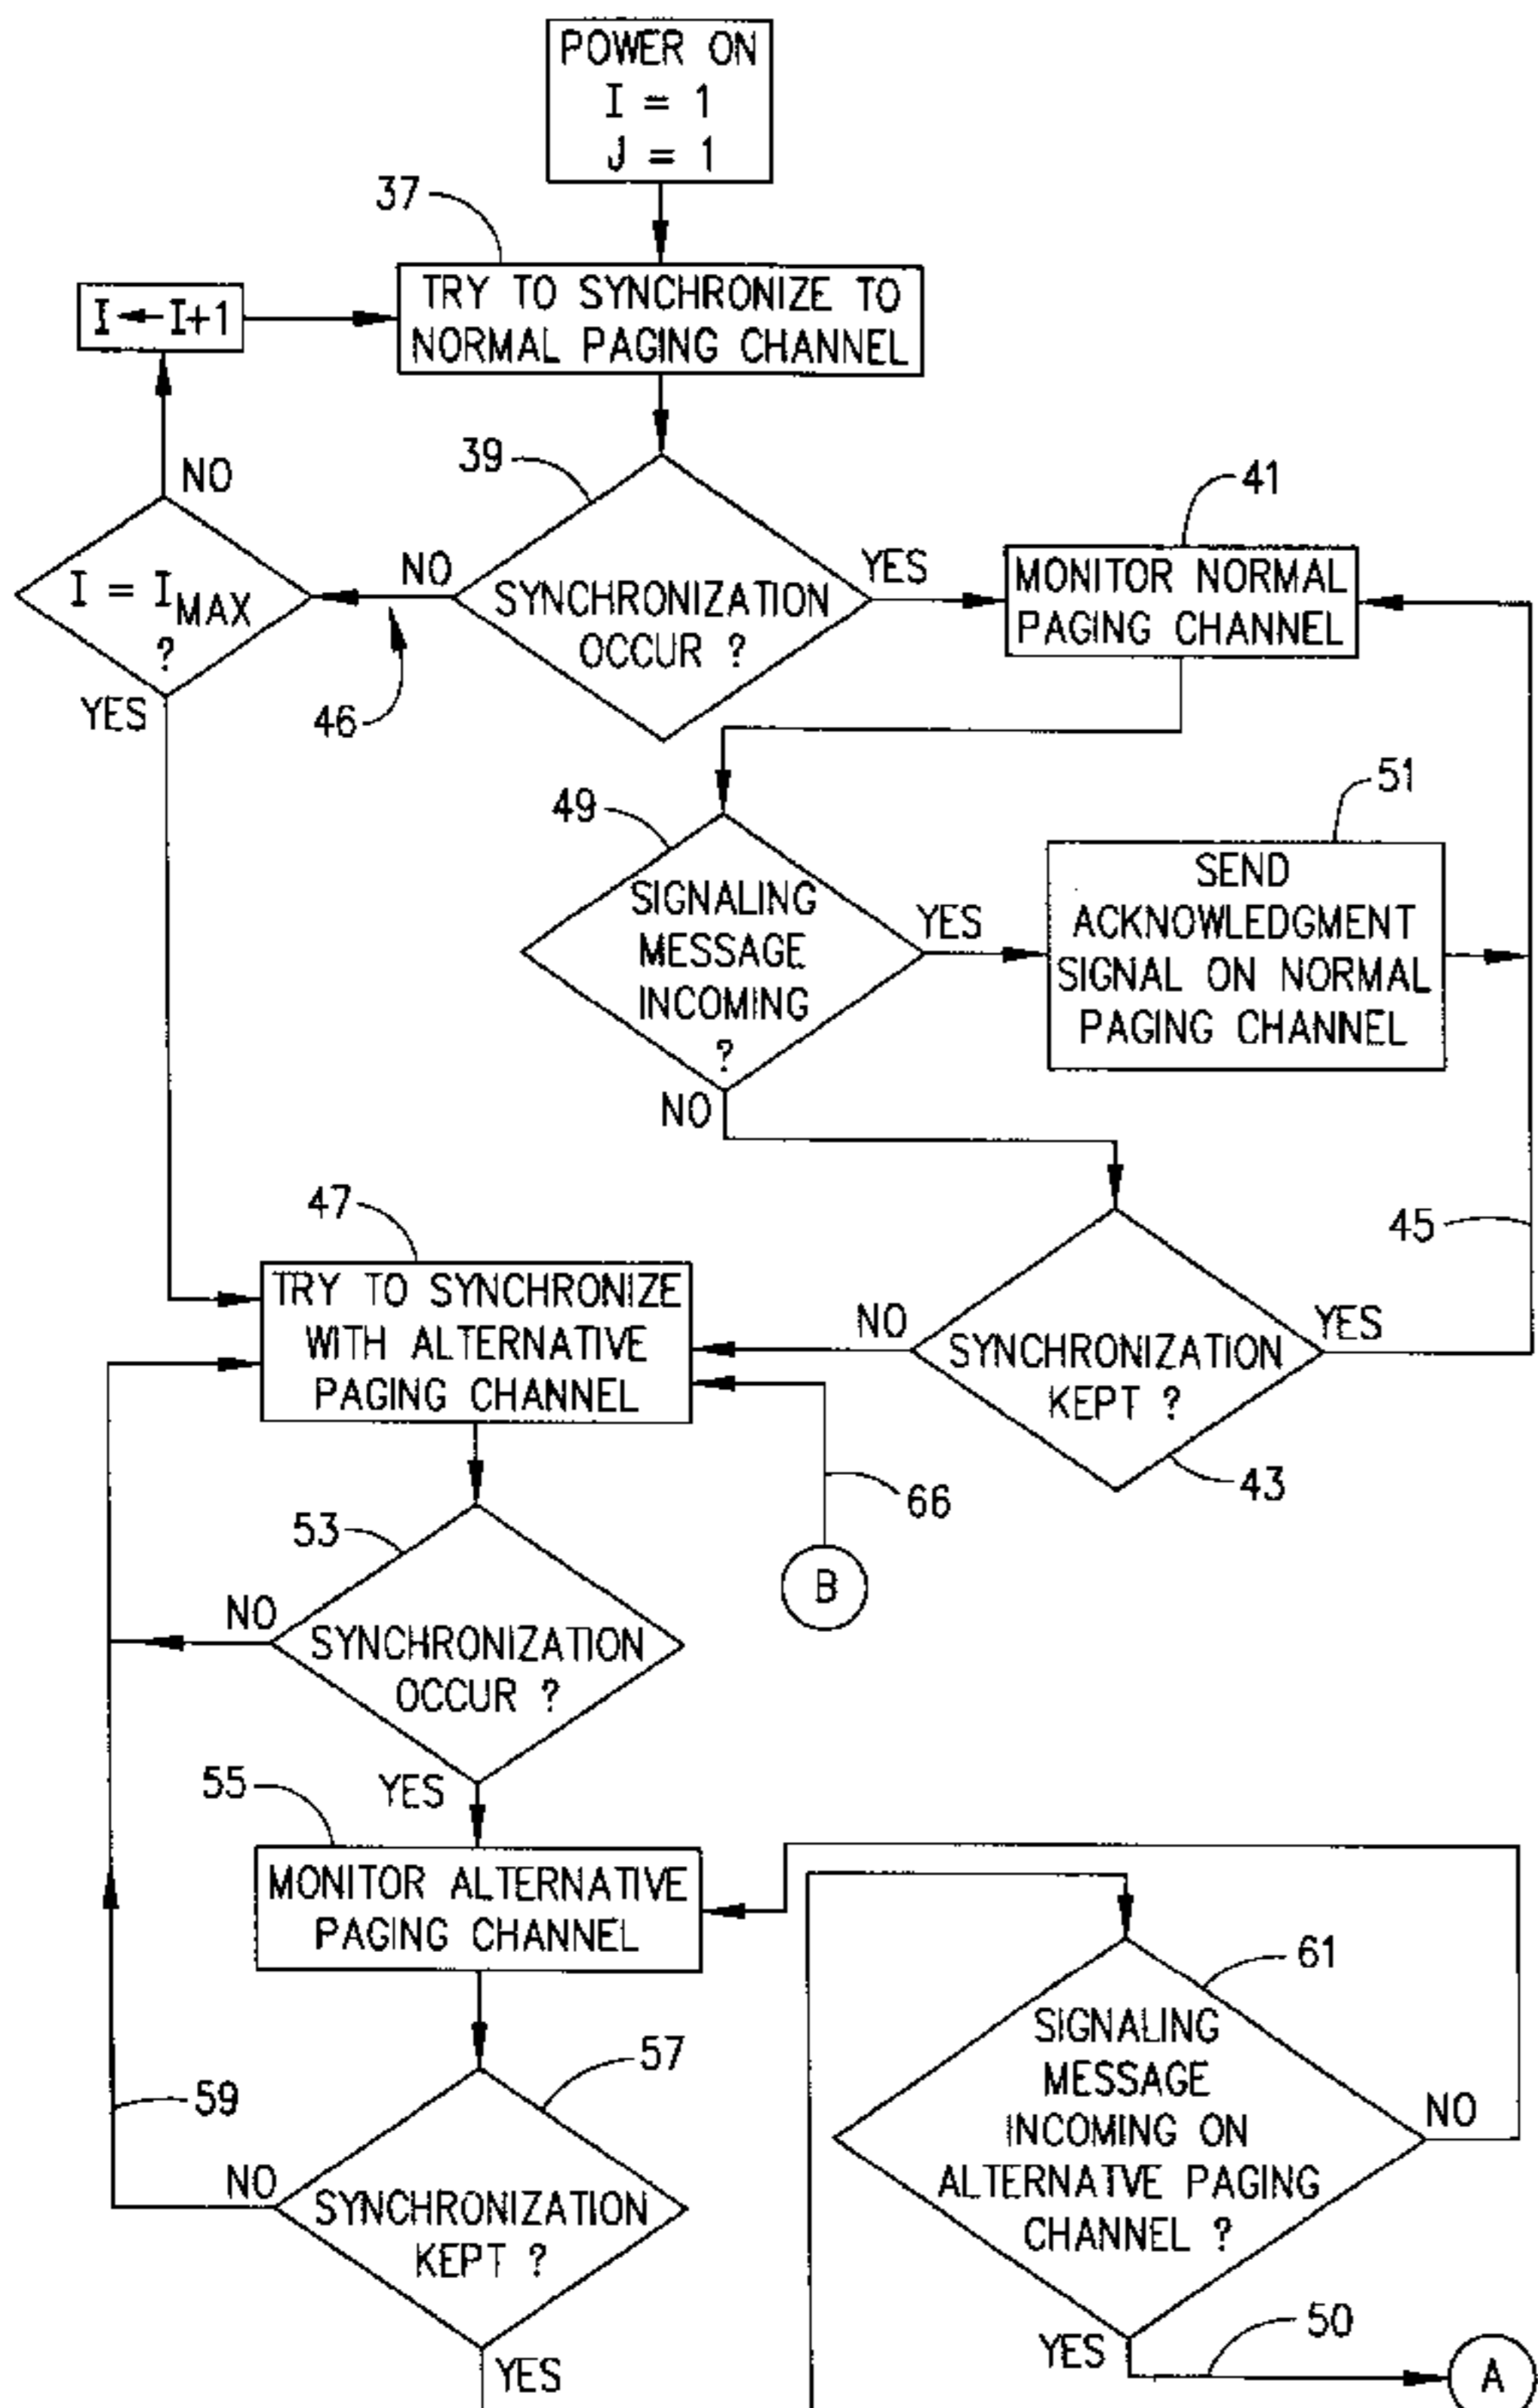 POWER ON
I = 1
J = 1
37
TRY TO SYNCHRONIZE TO
NORMAL PAGING CHANNEL
I ← I+1
39
NO
I = IMAX
?
YES
NO
46
SYNCHRONIZATION
OCCUR ?
YES
41
MONITOR NORMAL
PAGING CHANNEL
49
SIGNALING
MESSAGE
INCOMING
?
YES
NO
51
SEND
ACKNOWLEDGMENT
SIGNAL ON NORMAL
PAGING CHANNEL
45
47
TRY TO SYNCHRONIZE
WITH ALTERNATIVE
PAGING CHANNEL
NO
SYNCHRONIZATION
KEPT ?
YES
43
66
B
53
NO
SYNCHRONIZATION
OCCUR ?
YES
55
MONITOR ALTERNATIVE
PAGING CHANNEL
57
59
NO
SYNCHRONIZATION
KEPT ?
YES
61
SIGNALING
MESSAGE
INCOMING ON
ALTERNATVE PAGING
CHANNEL ?
NO
YES
50
A